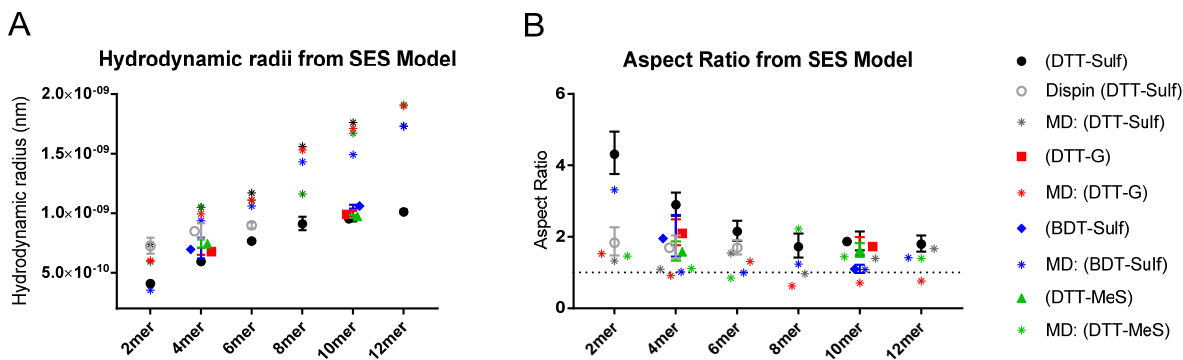 A
Hydrodynamic radii from SES Model
Hydrodynamic radius (nm)
2.0×10⁻⁰⁹
1.5×10⁻⁰⁹
1.0×10⁻⁰⁹
5.0×10⁻¹⁰
2mer
4mer
6mer
8mer
10mer
12mer
B
Aspect Ratio from SES Model
Aspect Ratio
6
4
2
0
2mer
4mer
6mer
8mer
10mer
12mer
(DTT-Sulf)
Dispin (DTT-Sulf)
MD: (DTT-Sulf)
(DTT-G)
MD: (DTT-G)
(BDT-Sulf)
MD: (BDT-Sulf)
(DTT-MeS)
MD: (DTT-MeS)